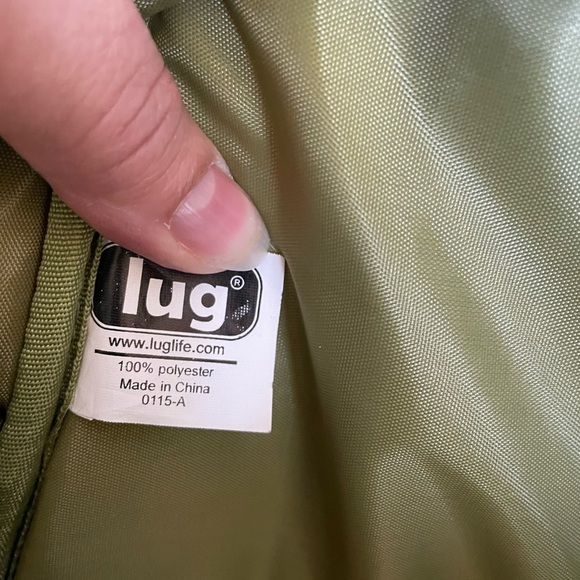 lug®
www.luglife.com
100% polyester
Made in China
0115-A